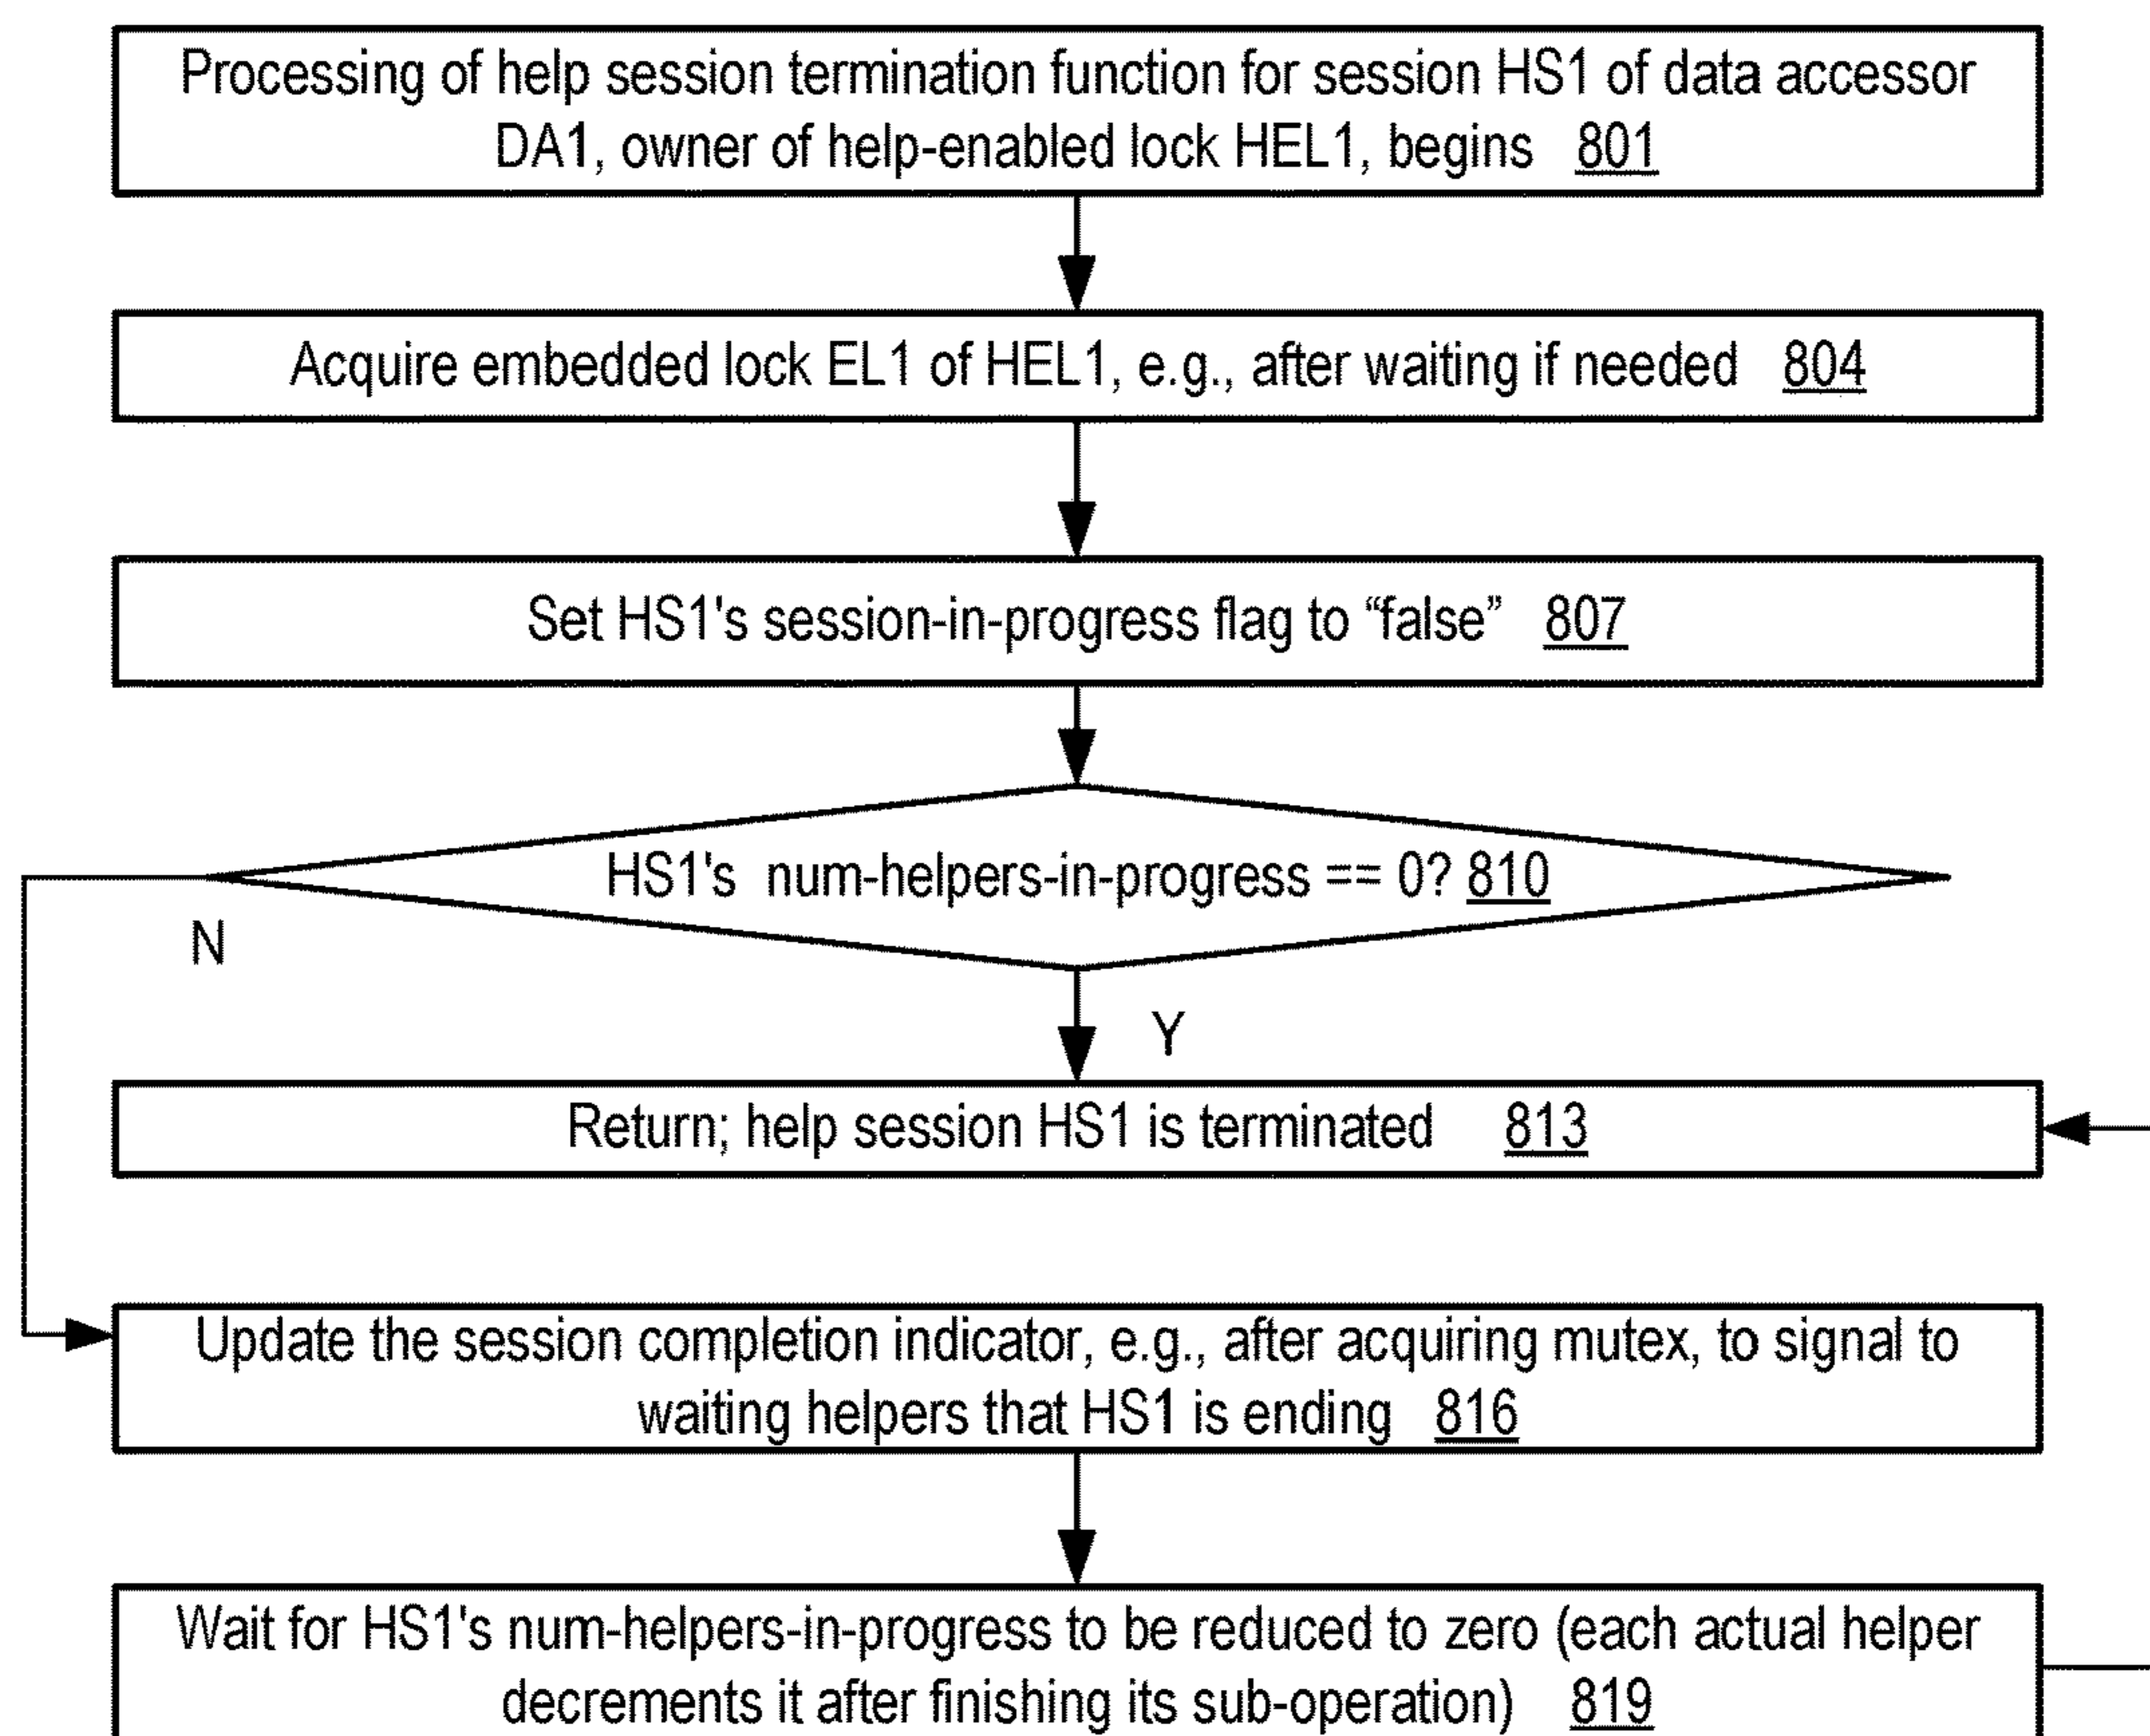 Processing of help session termination function for session HS1 of data accessor
DA1, owner of help-enabled lock HEL1, begins 801
Acquire embedded lock EL1 of HEL1, e.g., after waiting if needed 804
Set HS1's session-in-progress flag to “false” 807
HS1's num-helpers-in-progress == 0? 810
N
Y
Return; help session HS1 is terminated 813
Update the session completion indicator, e.g., after acquiring mutex, to signal to
waiting helpers that HS1 is ending 816
Wait for HS1's num-helpers-in-progress to be reduced to zero (each actual helper
decrements it after finishing its sub-operation) 819